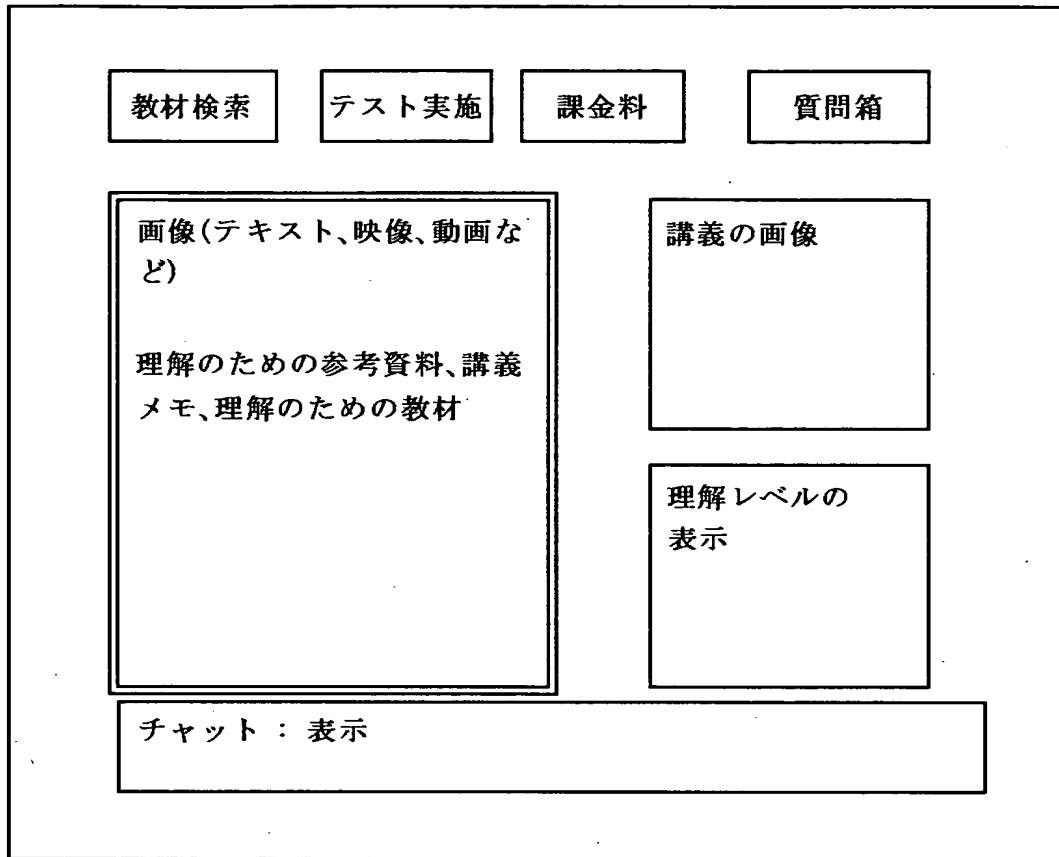 教材検索
テスト実施
課金料
質問箱
画像(テキスト、映像、動画な
ど)
理解のための参考資料、講義
メモ、理解のための教材
講義の画像
理解レベルの
表示
チャット : 表示